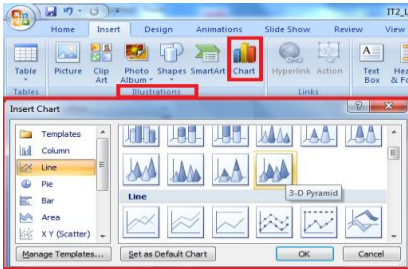 IT2_L
Home Insert Design Animations Slide Show Review View
Table Picture Clip Art Photo Album Shapes SmartArt Chart Hyperlink Action Text Box Hea & Fo
Tables Illustrations Links
Insert Chart
Templates
Column
Line
Pie
Bar
Area
X Y (Scatter)
3-D Pyramid
Line
Manage Templates... Set as Default Chart OK Cancel